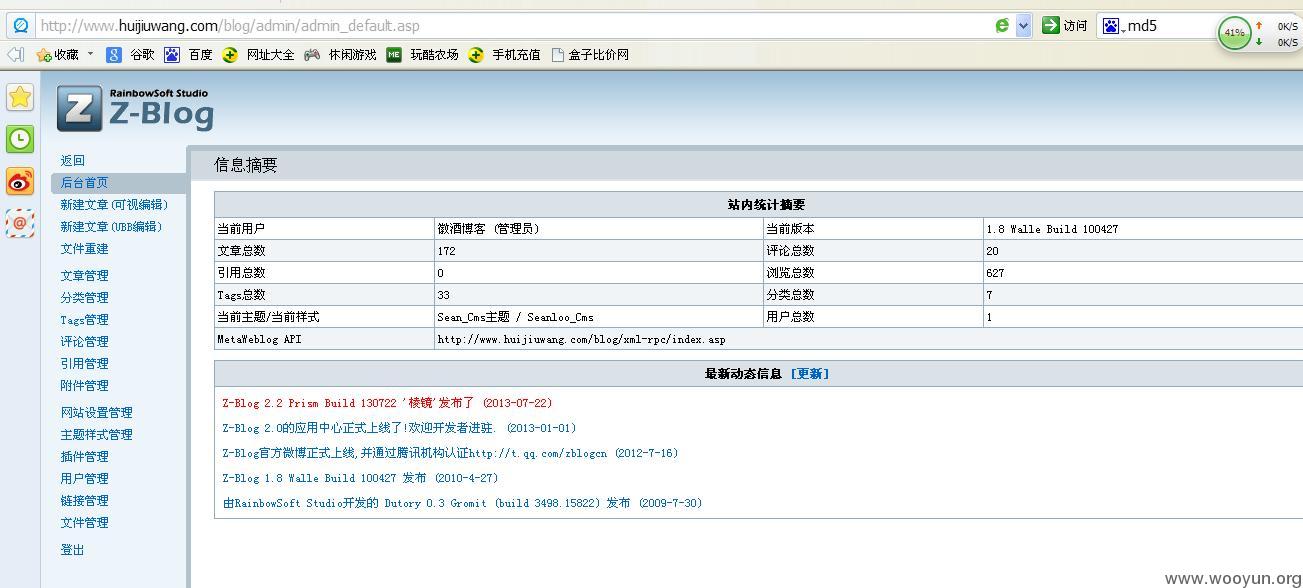 http://www.huijiuwang.com/blog/admin/admin_default.asp 访问 md5 41% 0K/S
0K/S
收藏 谷歌 百度 网址大全 休闲游戏 ME 玩酷农场 手机充值 盒子比价网
RainbowSoft Studio
Z-Blog
返回
后台首页
新建文章(可视编辑)
新建文章(UBB编辑)
文件重建
文章管理
分类管理
Tags管理
评论管理
引用管理
附件管理
网站设置管理
主题样式管理
插件管理
用户管理
链接管理
文件管理
登出
信息摘要
站内统计摘要
当前用户 徽酒博客 (管理员) 当前版本 1.8 Walle Build 100427
文章总数 172 评论总数 20
引用总数 0 浏览总数 627
Tags总数 33 分类总数 7
当前主题/当前样式 Sean_Cms主题 / Seanloo_Cms 用户总数 1
MetaWeblog API http://www.huijiuwang.com/blog/xml-rpc/index.asp
最新动态信息 [更新]
Z-Blog 2.2 Prism Build 130722 '棱镜'发布了 (2013-07-22)
Z-Blog 2.0的应用中心正式上线了!欢迎开发者进驻. (2013-01-01)
Z-Blog官方微博正式上线,并通过腾讯机构认证http://t.qq.com/zblogcn (2012-7-16)
Z-Blog 1.8 Walle Build 100427 发布 (2010-4-27)
由RainbowSoft Studio开发的 Dutory 0.3 Gromit (build 3498.15822) 发布 (2009-7-30)
www.wooyun.org